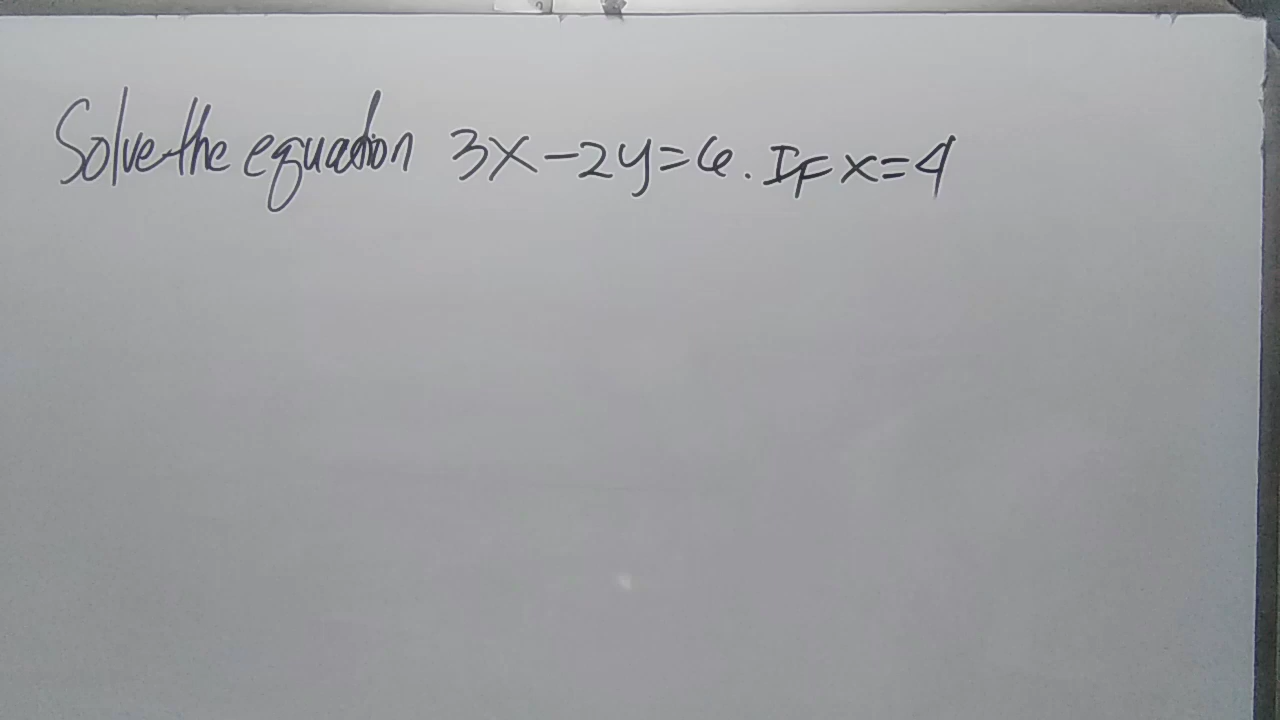 Solve the equation 3x-2y=6. If x=4